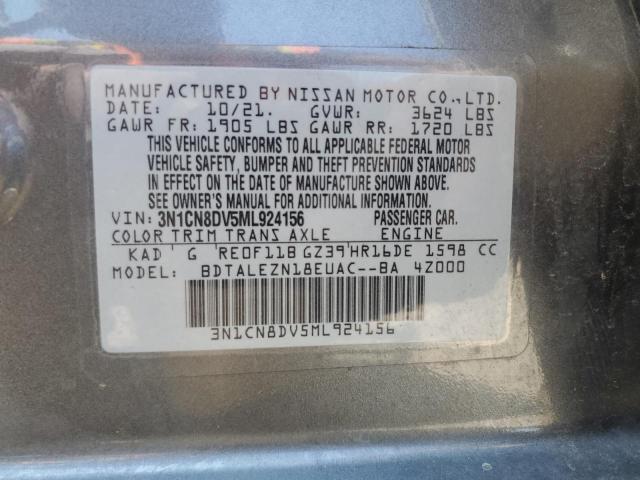 MANUFACTURED BY NISSAN MOTOR CO., LTD.
DATE: 10/21. GVWR: 3624 LBS
GAWR FR: 1905 LBS GAWR RR: 1720 LBS
THIS VEHICLE CONFORMS TO ALL APPLICABLE FEDERAL MOTOR
VEHICLE SAFETY, BUMPER AND THEFT PREVENTION STANDARDS
IN EFFECT ON THE DATE OF MANUFACTURE SHOWN ABOVE.
SEE OWNER'S MANUAL FOR ADDITIONAL INFORMATION.
VIN: 3N1CN8DV5ML924156 PASSENGER CAR.
COLOR TRIM TRANS AXLE ENGINE
KAD G RE0F11B GZ39 HR16DE 1598 CC
MODEL: BDTALEZN18EUAC--BA 4Z000
3N1CN8DV5ML924156